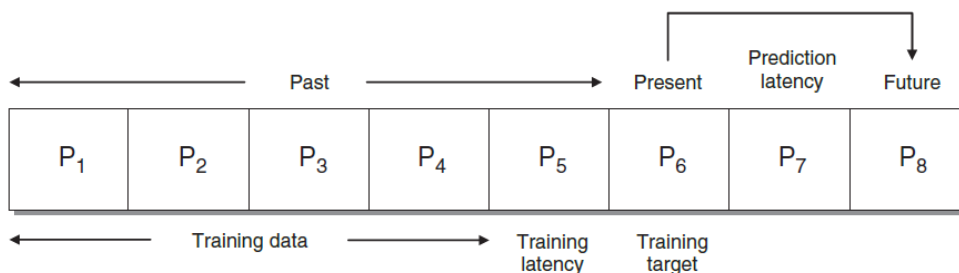 Past Present Prediction latency Future
P₁ P₂ P₃ P₄ P₅ P₆ P₇ P₈
Training data Training latency Training target